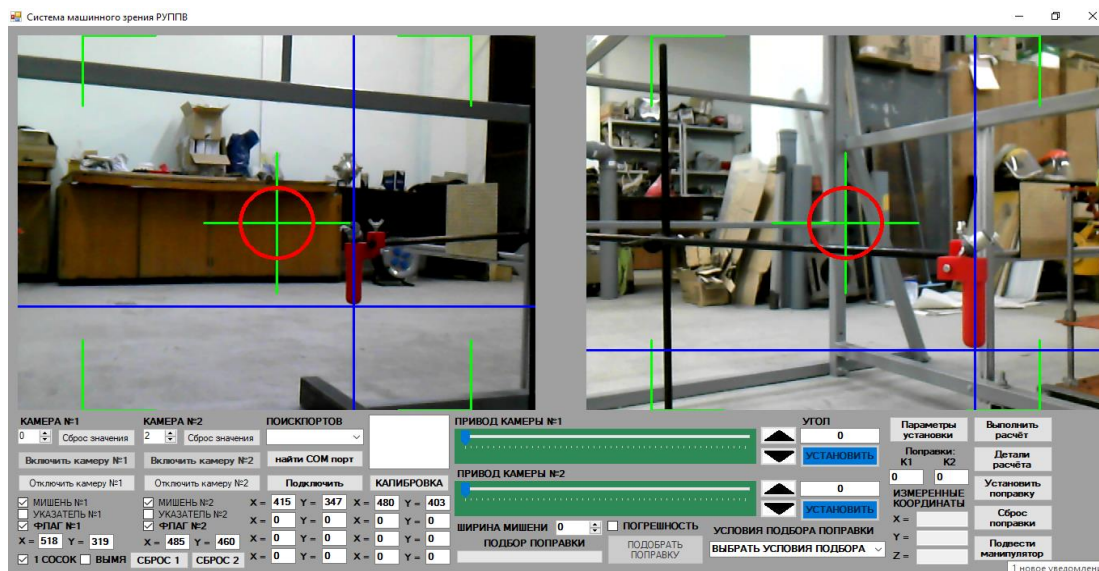 Система машинного зрения РУППВ
КАМЕРА №1 КАМЕРА №2 ПОИСКПОРТОВ ПРИВОД КАМЕРЫ №1 УГОЛ
0 Сброс значения 2 Сброс значения 0
Параметры установки
Выполнить расчёт
Включить камеру №1 Включить камеру №2 найти COM порт УСТАНОВИТЬ
Поправки:
К1 К2
Детали расчёта
ПРИВОД КАМЕРЫ №2
Отключить камеру №1 Отключить камеру №2 Подключить КАЛИБРОВКА 0 0 0
Установить поправку
МИШЕНЬ №1 МИШЕНЬ №2 X = 415 Y = 347 X = 480 Y = 403 УСТАНОВИТЬ
ИЗМЕРЕННЫЕ КООРДИНАТЫ
УКАЗАТЕЛЬ №1 УКАЗАТЕЛЬ №2
ФЛАГ №1 ФЛАГ №2 X = 0 Y = 0 X = 0 Y = 0
ШИРИНА МИШЕНИ 0 ПОГРЕШНОСТЬ УСЛОВИЯ ПОДБОРА ПОПРАВКИ X =
Сброс поправки
X = 518 Y = 319 X = 485 Y = 460 X = 0 Y = 0 X = 0 Y = 0
ПОДБОР ПОПРАВКИ ПОДОБРАТЬ ПОПРАВКУ ВЫБРАТЬ УСЛОВИЯ ПОДБОРА Y =
Подвести манипулятор
1 СОСОК ВЫМЯ СБРОС 1 СБРОС 2 X = 0 Y = 0 X = 0 Y = 0 Z =
1 новое уведомлени